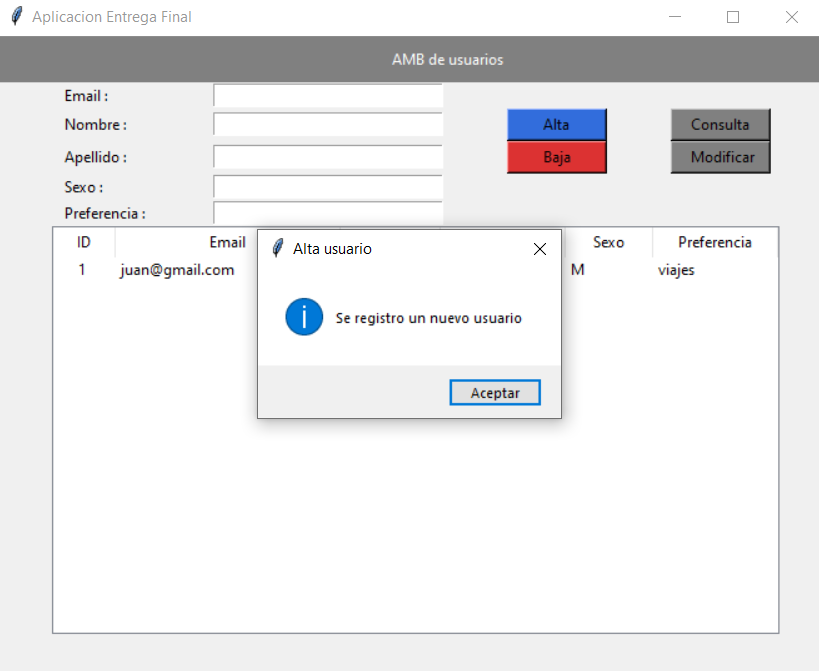 Aplicacion Entrega Final
AMB de usuarios
Email :
Nombre :
Alta
Consulta
Apellido :
Baja
Modificar
Sexo :
Preferencia :
ID Email Sexo Preferencia
1 juan@gmail.com M viajes
Alta usuario
Se registro un nuevo usuario
Aceptar